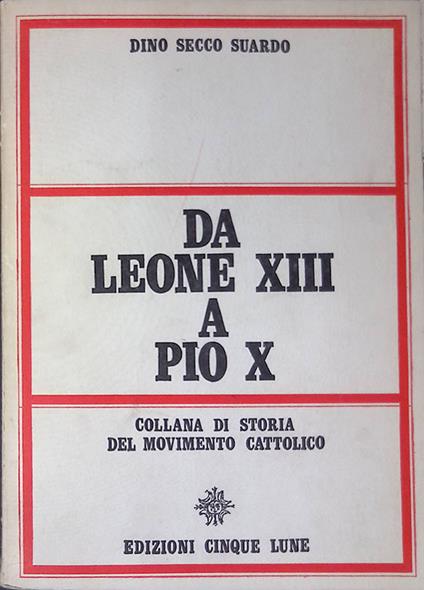 DINO SECCO SUARDO
DA
LEONE XIII
A
PIO X
COLLANA DI STORIA
DEL MOVIMENTO CATTOLICO
EDIZIONI CINQUE LUNE